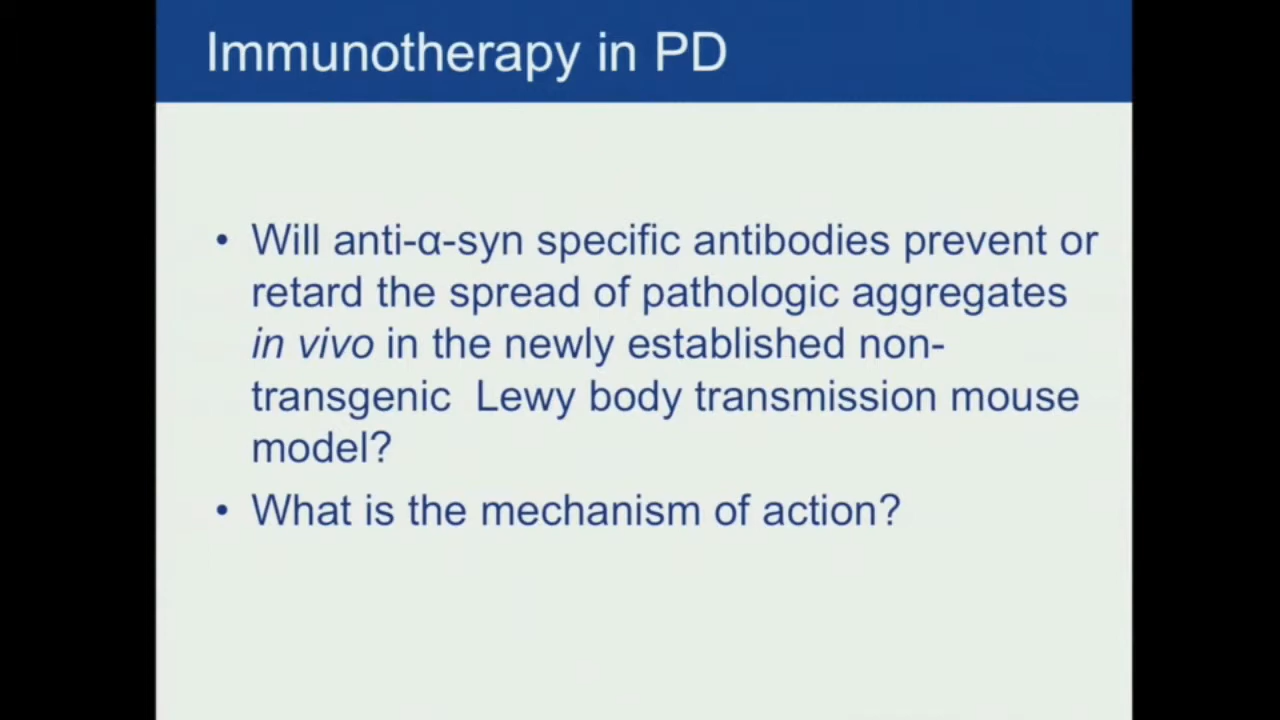 Immunotherapy in PD
• Will anti-α-syn specific antibodies prevent or
retard the spread of pathologic aggregates
in vivo in the newly established non-
transgenic  Lewy body transmission mouse
model?
• What is the mechanism of action?